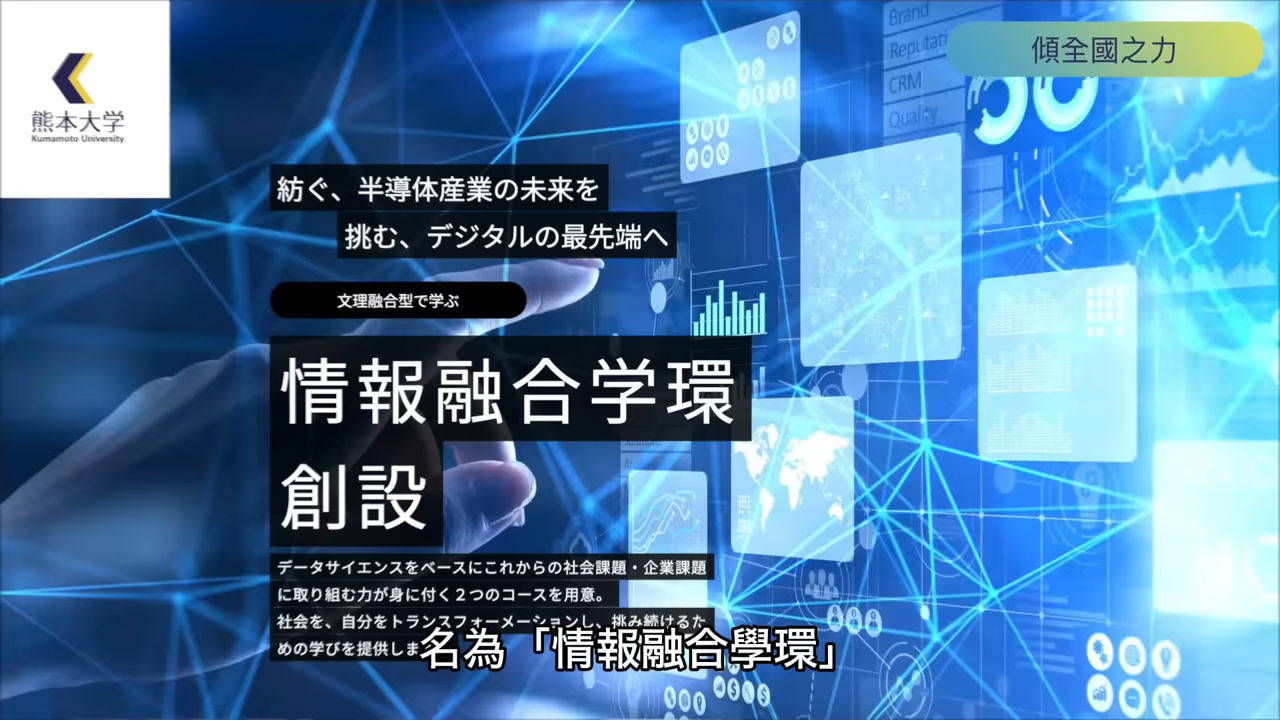 熊本大学
Kumamoto University
Brand
CRM
Quality
傾全國之力
紡ぐ、半導体産業の未来を
挑む、デジタルの最先端へ
文理融合型で学ぶ
情報融合学環
創設
データサイエンスをベースにこれからの社会課題・企業課題
に取り組む力が身に付く２つのコースを用意。
社会を、自分をトランスフォーメーションし、挑み続けるた
めの学びを提供しま
名為「情報融合學環」